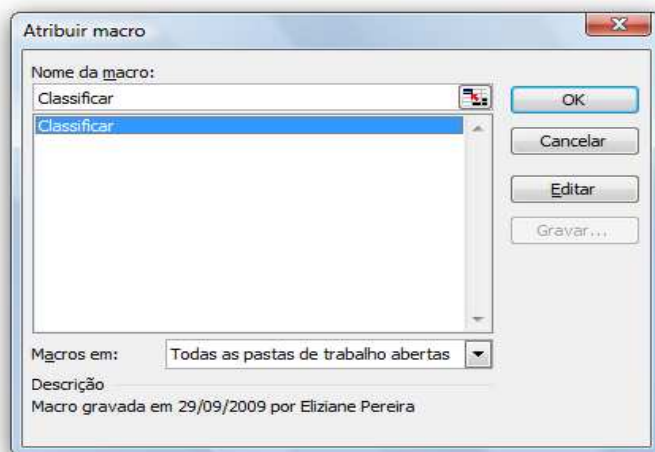 Atribuir macro
Nome da macro:
Classificar
Classificar
OK
Cancelar
Editar
Gravar...
Macros em:
Todas as pastas de trabalho abertas
Descrição
Macro gravada em 29/09/2009 por Eliziane Pereira